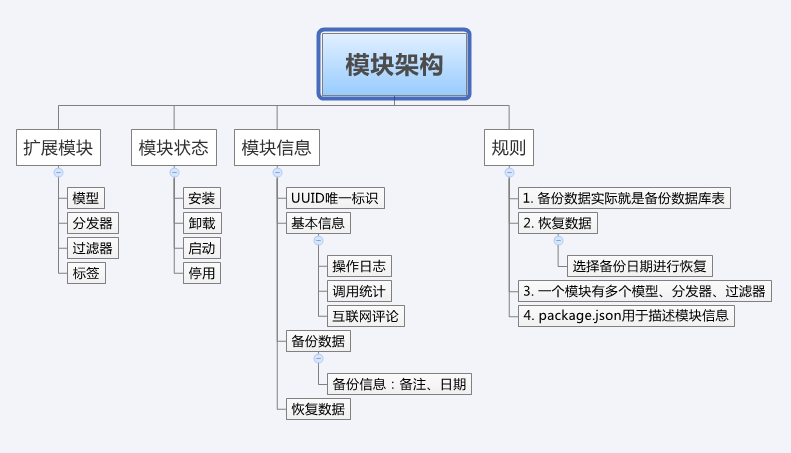 模块架构
扩展模块
模型
分发器
过滤器
标签
模块状态
安装
卸载
启动
停用
模块信息
UUID唯一标识
基本信息
操作日志
调用统计
互联网评论
备份数据
备份信息：备注、日期
恢复数据
规则
1. 备份数据实际就是备份数据库表
2. 恢复数据
选择备份日期进行恢复
3. 一个模块有多个模型、分发器、过滤器
4. package.json用于描述模块信息